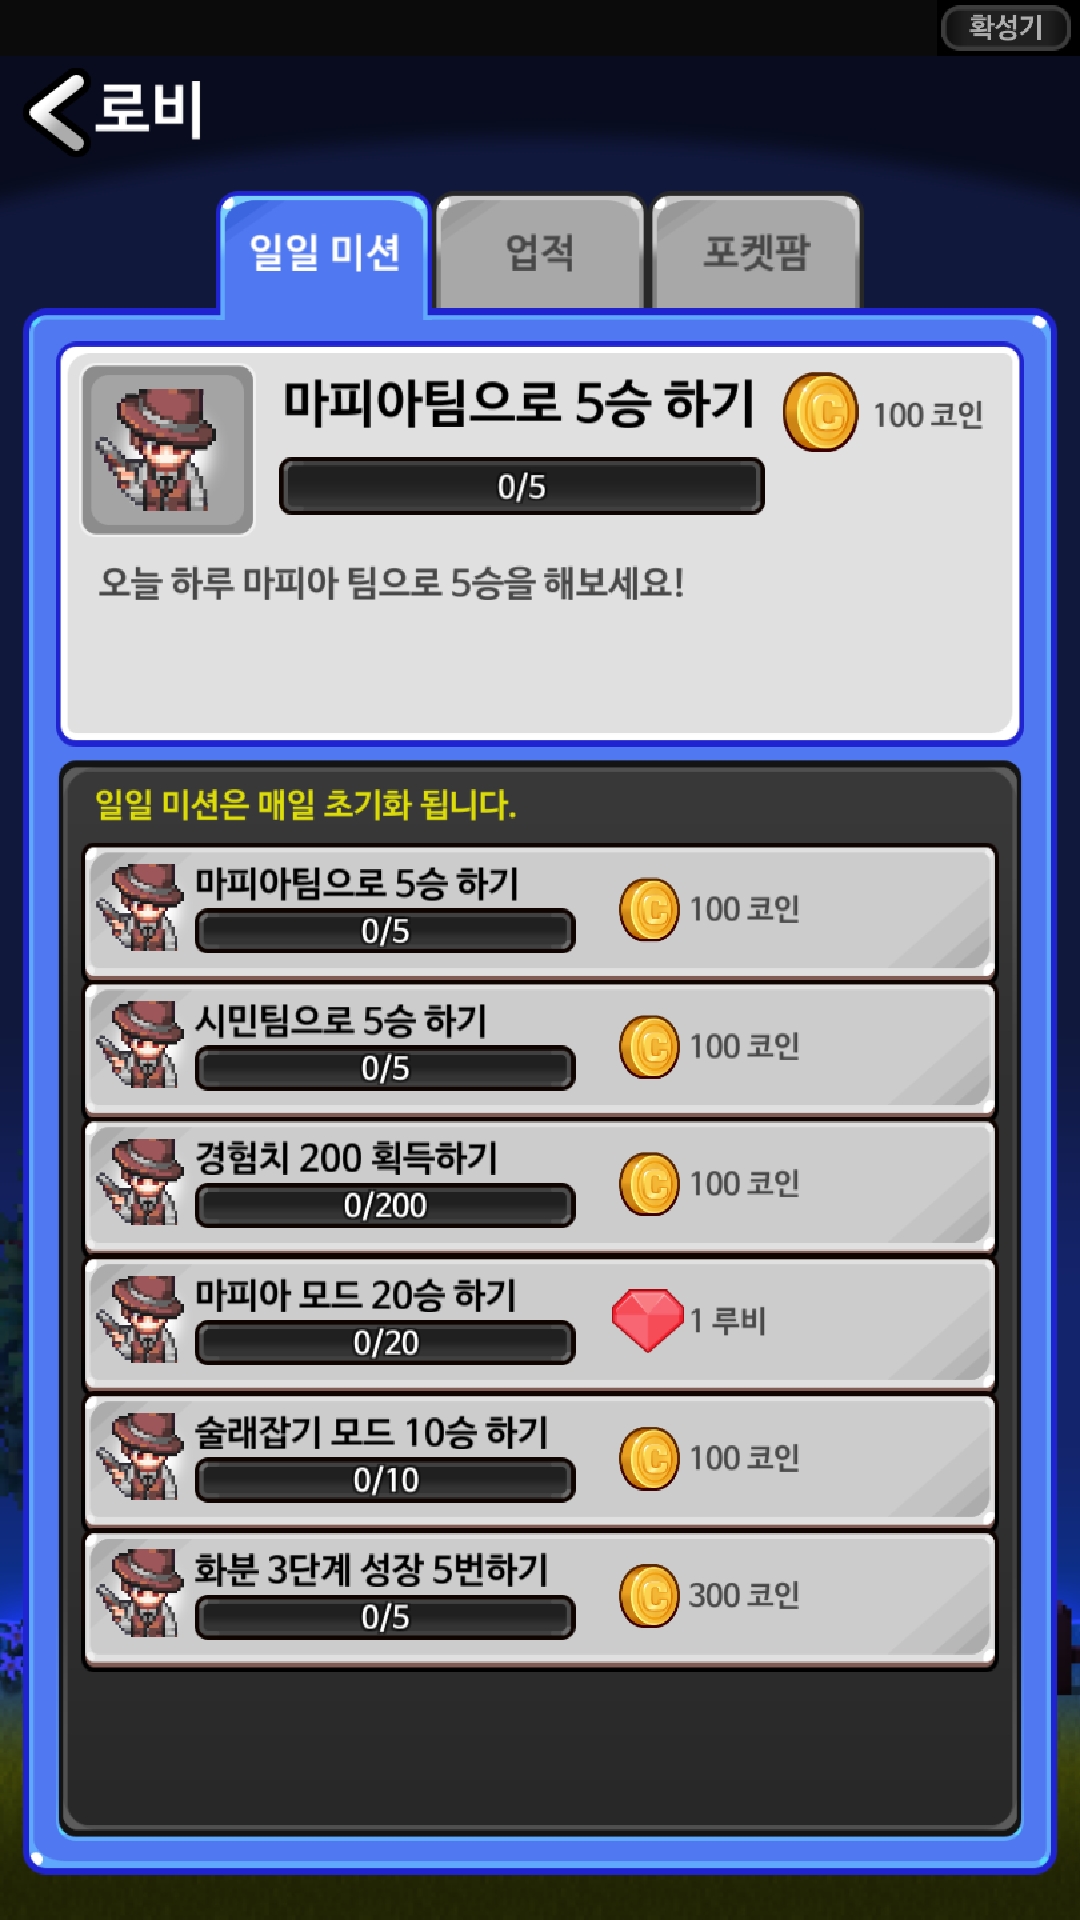 확성기
로비
일일 미션
업적
포켓팜
마피아팀으로 5승 하기
100 코인
0/5
오늘 하루 마피아 팀으로 5승을 해보세요!
일일 미션은 매일 초기화 됩니다.
마피아팀으로 5승 하기
0/5
100 코인
시민팀으로 5승 하기
0/5
100 코인
경험치 200 획득하기
0/200
100 코인
마피아 모드 20승 하기
0/20
1 루비
술래잡기 모드 10승 하기
0/10
100 코인
화분 3단계 성장 5번하기
0/5
300 코인